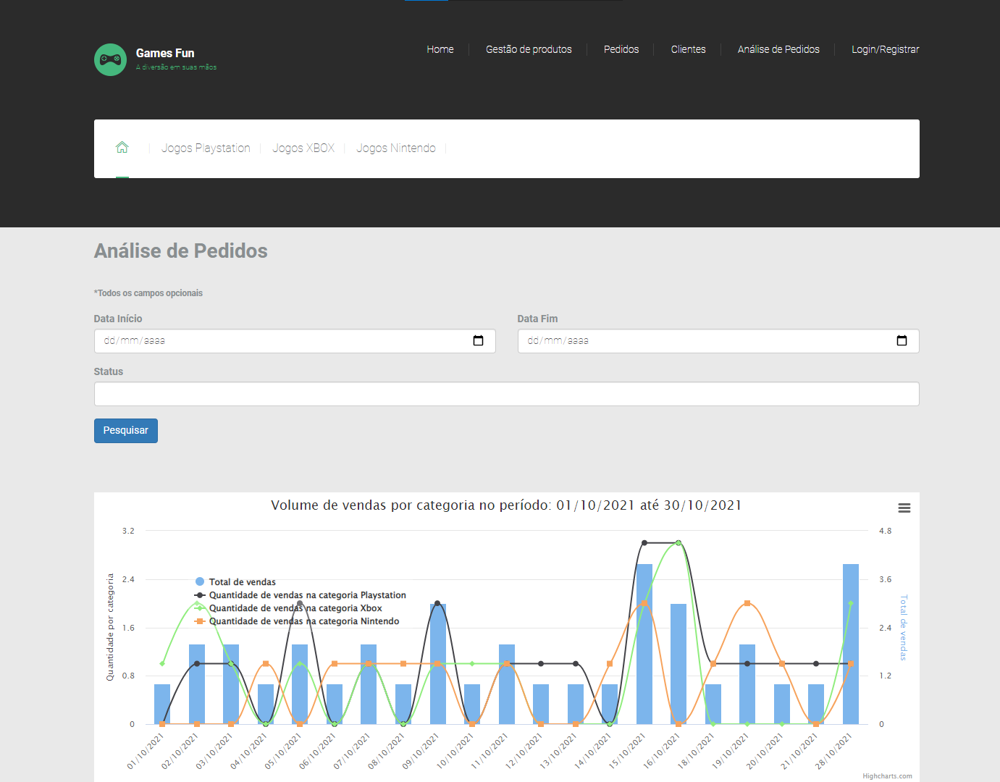 Games Fun
A diversão em suas mãos
Home
Gestão de produtos
Pedidos
Clientes
Análise de Pedidos
Login/Registrar
Jogos Playstation
Jogos XBOX
Jogos Nintendo
Análise de Pedidos
*Todos os campos opcionais
Data Início
Data Fim
dd/mm/aaaa
dd/mm/aaaa
Status
Pesquisar
Volume de vendas por categoria no período: 01/10/2021 até 30/10/2021
Quantidade por categoria
3.2
2.4
1.6
0.8
0
Total de vendas
Quantidade de vendas na categoria Playstation
Quantidade de vendas na categoria Xbox
Quantidade de vendas na categoria Nintendo
4.8
3.6
2.4
1.2
0
Total de vendas
01/10/2021
02/10/2021
03/10/2021
04/10/2021
05/10/2021
06/10/2021
07/10/2021
08/10/2021
09/10/2021
10/10/2021
11/10/2021
12/10/2021
13/10/2021
14/10/2021
15/10/2021
16/10/2021
18/10/2021
19/10/2021
20/10/2021
21/10/2021
28/10/2021
Highcharts.com